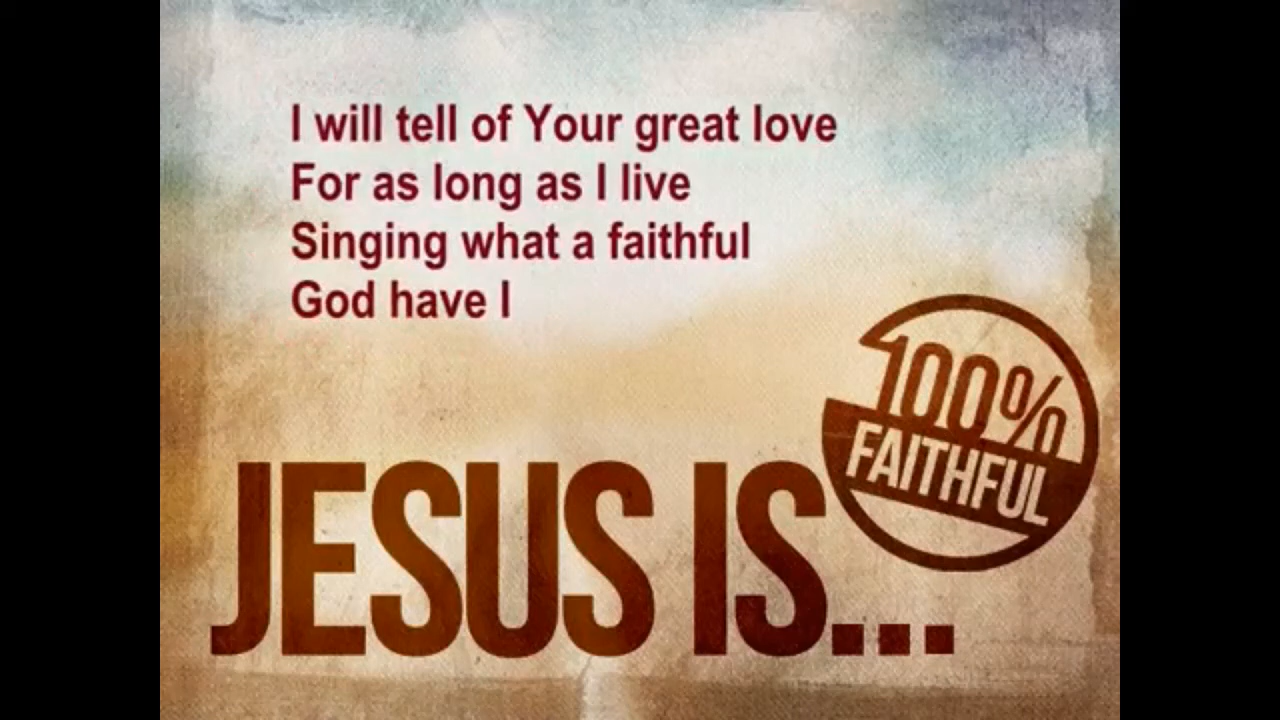 I will tell of Your great love
For as long as I live
Singing what a faithful
God have I
100%
FAITHFUL
JESUS IS...